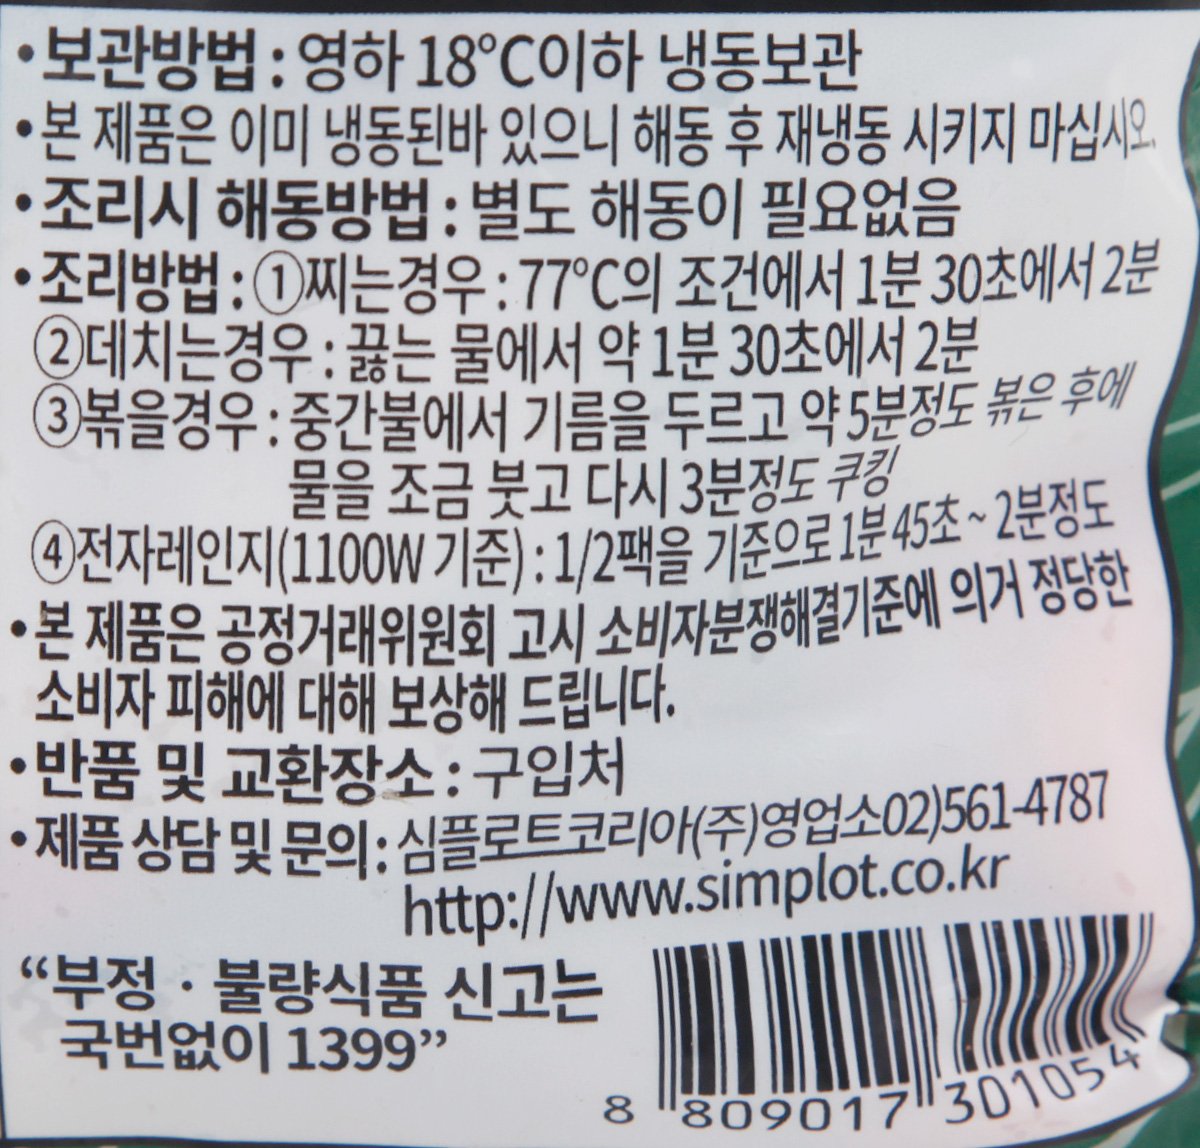 • 보관방법 : 영하 18°C이하 냉동보관
• 본 제품은 이미 냉동된바 있으니 해동 후 재냉동 시키지 마십시오.
• 조리시 해동방법 : 별도 해동이 필요없음
• 조리방법 : ①찌는경우 : 77°C의 조건에서 1분 30초에서 2분
②데치는경우 : 끓는 물에서 약 1분 30초에서 2분
③볶을경우 : 중간불에서 기름을 두르고 약 5분정도 볶은 후에
물을 조금 붓고 다시 3분정도 쿠킹
④전자레인지(1100W 기준) : 1/2팩을 기준으로 1분 45초 ~ 2분정도
• 본 제품은 공정거래위원회 고시 소비자분쟁해결기준에 의거 정당한
소비자 피해에 대해 보상해 드립니다.
• 반품 및 교환장소 : 구입처
• 제품 상담 및 문의 : 심플로트코리아(주)영업소02)561-4787
http://www.simplot.co.kr
“부정 · 불량식품 신고는
국번없이 1399”
8 809017 301054